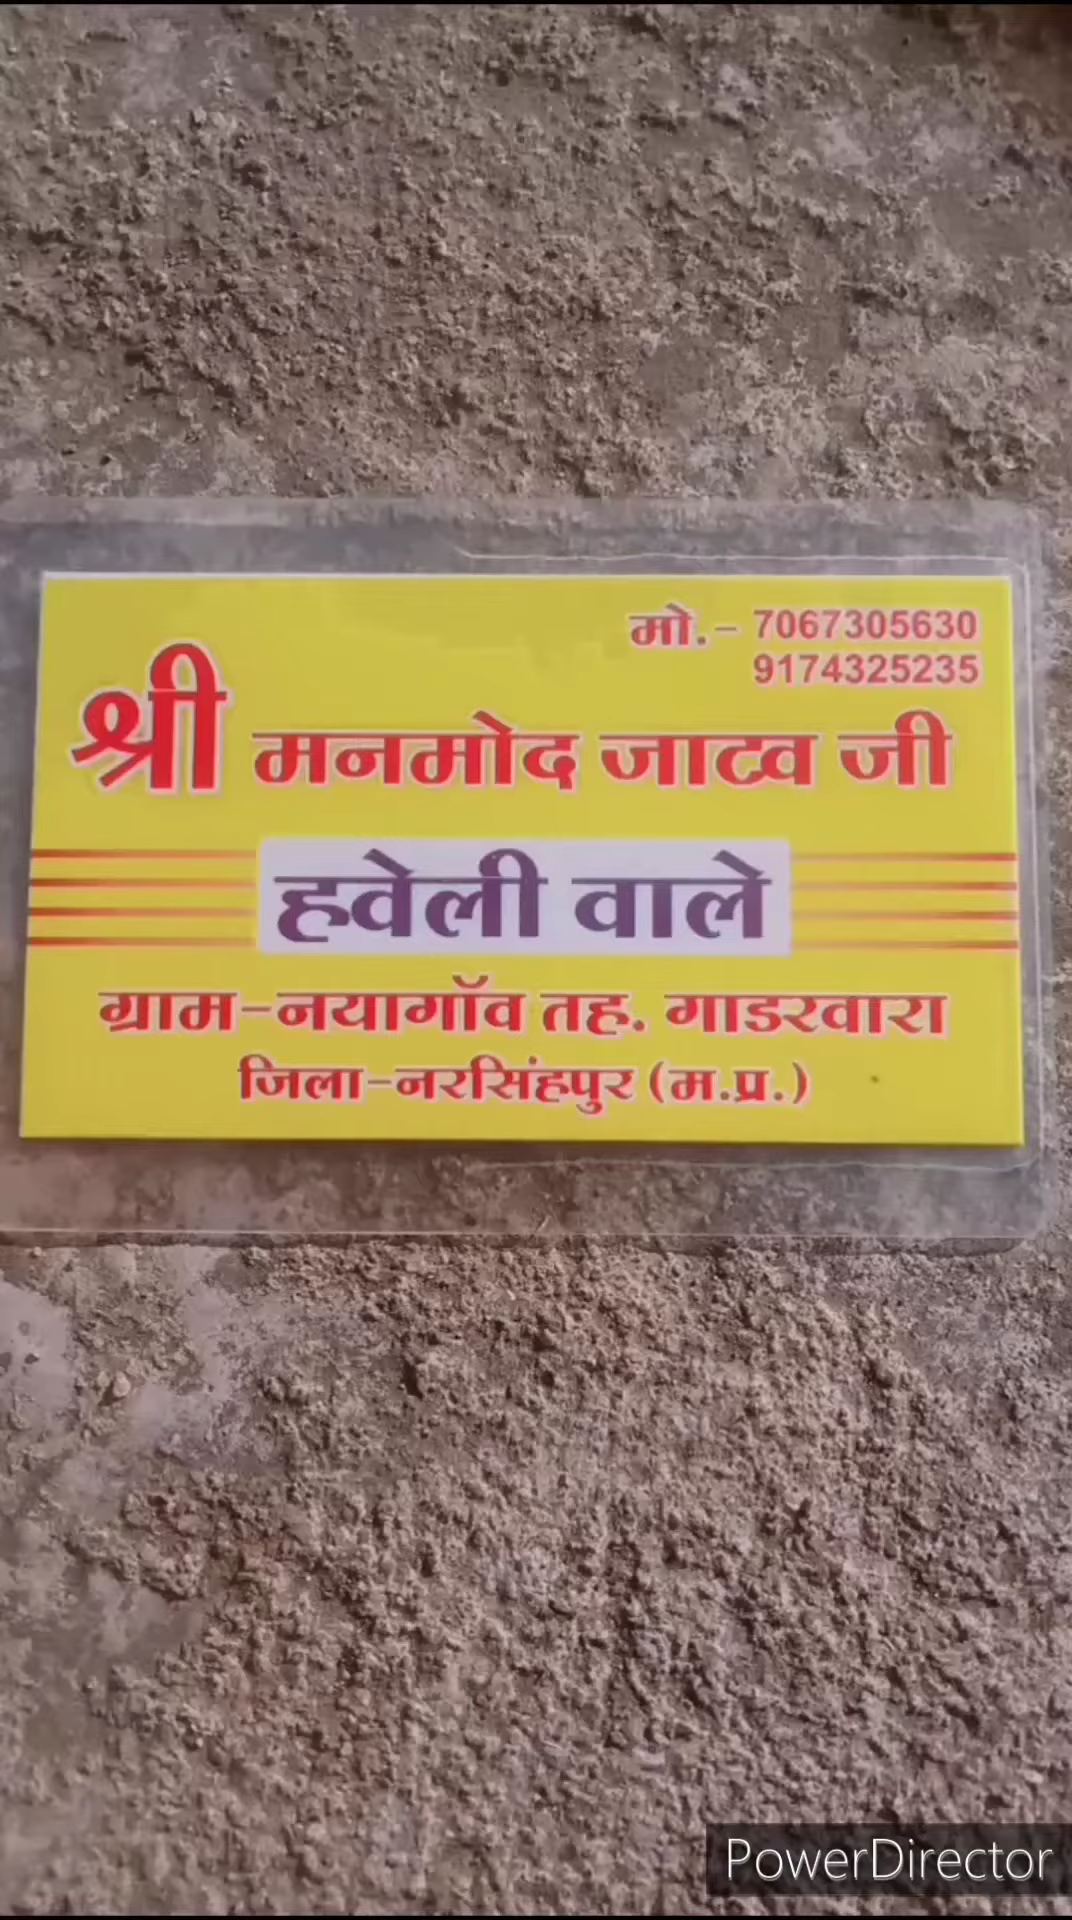 मो.- 7067305630
9174325235
श्री मनमोद जाटव जी
हवेली वाले
ग्राम-नयागॉव तह. गाडरवारा
जिला-नरसिंहपुर (म.प्र.)
PowerDirector